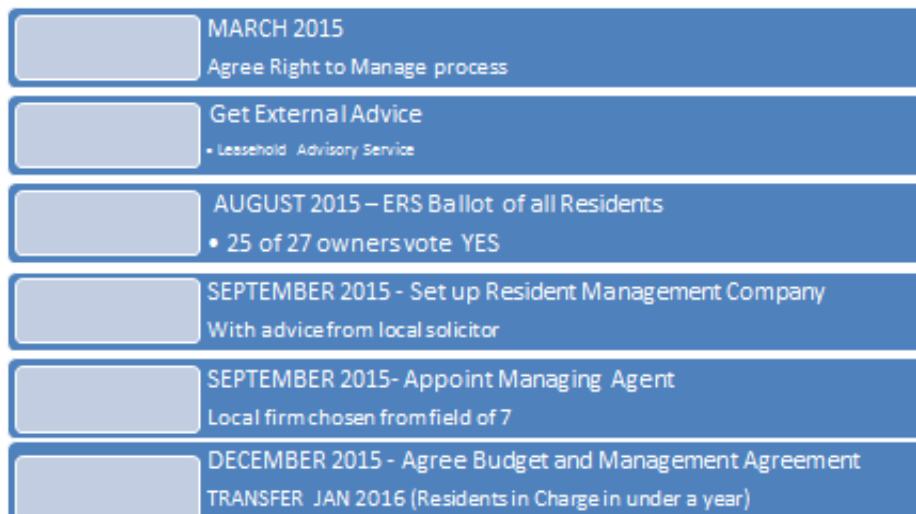 MARCH 2015
Agree Right to Manage process
Get External Advice
• Leasehold Advisory Service
AUGUST 2015 – ERS Ballot of all Residents
• 25 of 27 owners vote YES
SEPTEMBER 2015 - Set up Resident Management Company
With advice from local solicitor
SEPTEMBER 2015- Appoint Managing Agent
Local firm chosen from field of 7
DECEMBER 2015 - Agree Budget and Management Agreement
TRANSFER JAN 2016 (Residents in Charge in under a year)